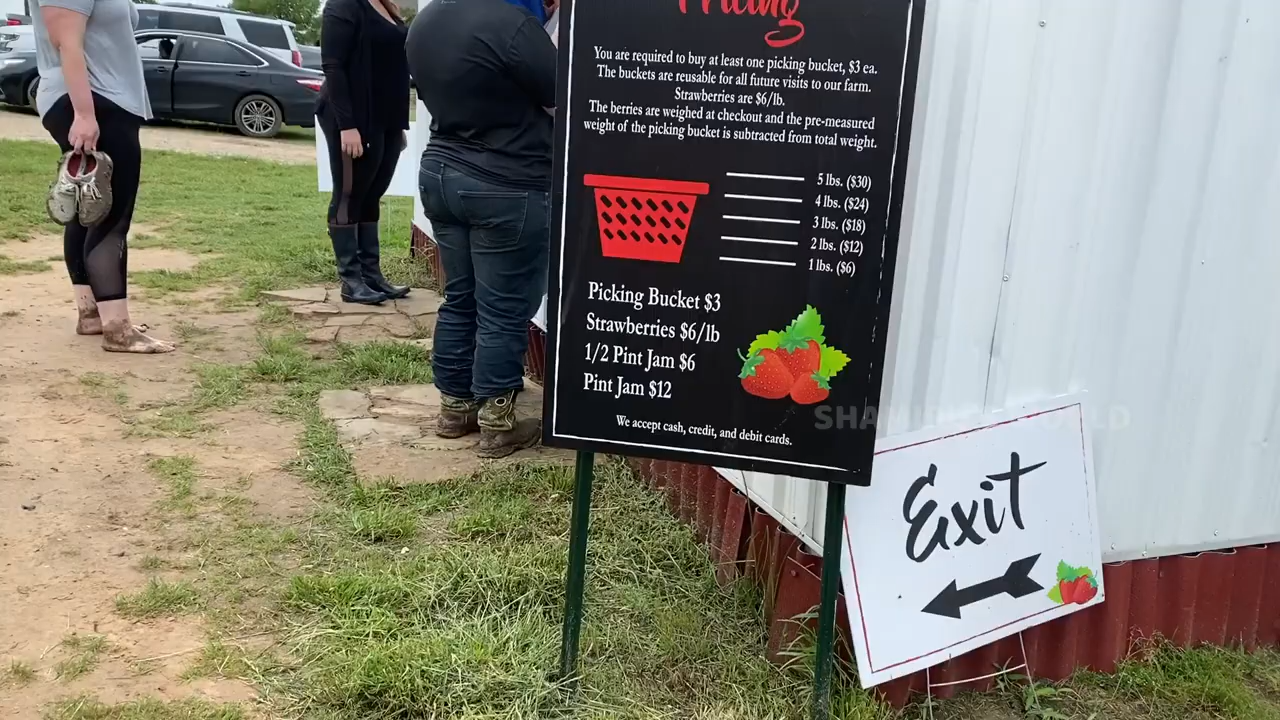 Pricing
You are required to buy at least one picking bucket, $3 ea.
The buckets are reusable for all future visits to our farm.
Strawberries are $6/lb.
The berries are weighed at checkout and the pre-measured
weight of the picking bucket is subtracted from total weight.
5 lbs. ($30)
4 lbs. ($24)
3 lbs. ($18)
2 lbs. ($12)
1 lbs. ($6)
Picking Bucket $3
Strawberries $6/lb
1/2 Pint Jam $6
Pint Jam $12
We accept cash, credit, and debit cards.
Exit